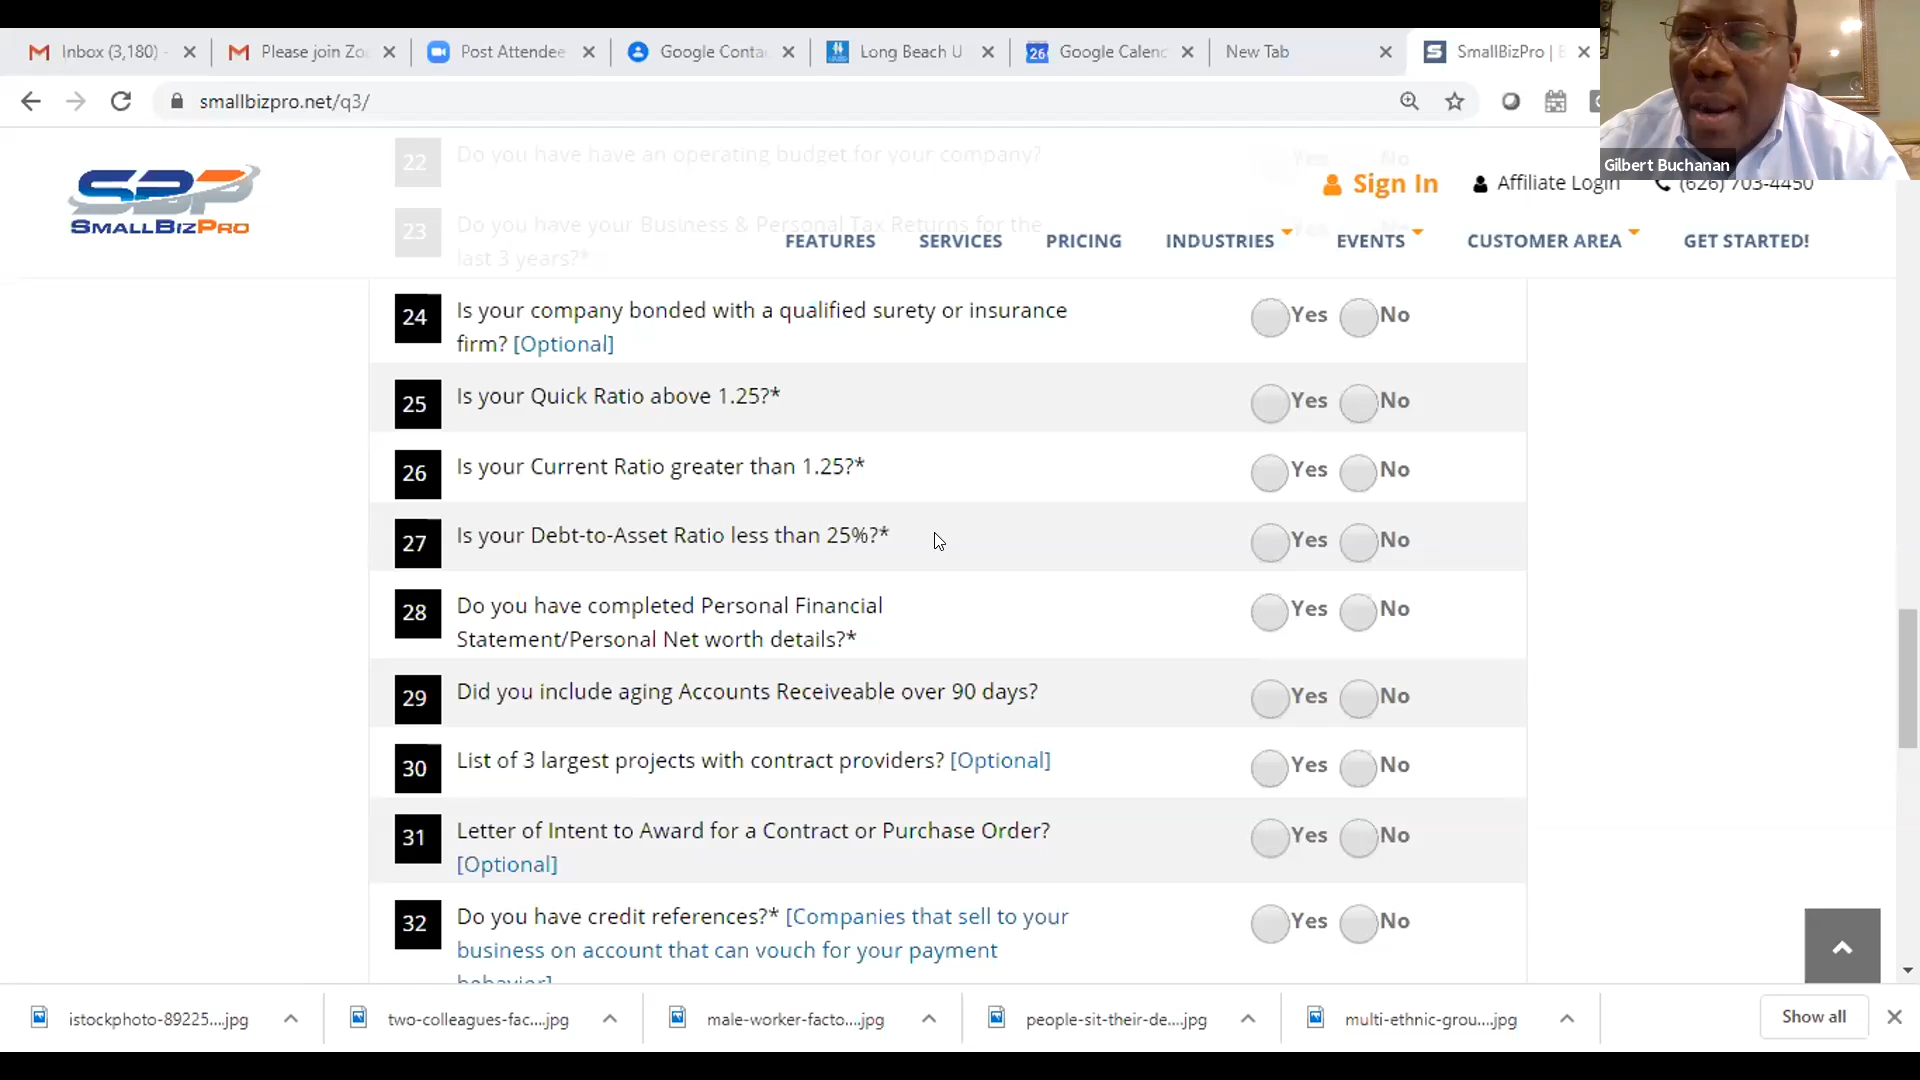 Inbox (3,180)
Please join Zoo
Post Attendee
Google Conta
Long Beach U
26
Google Calend
New Tab
SmallBizPro | B
smallbizpro.net/q3/
Gilbert Buchanan
SBP
SMALLBIZPRO
Sign In
Affiliate Login
(626) 703-4450
FEATURES
SERVICES
PRICING
INDUSTRIES
EVENTS
CUSTOMER AREA
GET STARTED!
22 Do you have have an operating budget for your company? Yes No
23 Do you have your Business & Personal Tax Returns for the
last 3 years?*
24 Is your company bonded with a qualified surety or insurance
firm? [Optional] Yes No
25 Is your Quick Ratio above 1.25?* Yes No
26 Is your Current Ratio greater than 1.25?* Yes No
27 Is your Debt-to-Asset Ratio less than 25%?* Yes No
28 Do you have completed Personal Financial
Statement/Personal Net worth details?* Yes No
29 Did you include aging Accounts Receiveable over 90 days? Yes No
30 List of 3 largest projects with contract providers? [Optional] Yes No
31 Letter of Intent to Award for a Contract or Purchase Order?
[Optional] Yes No
32 Do you have credit references?* [Companies that sell to your
business on account that can vouch for your payment
behavior] Yes No
istockphoto-89225....jpg
two-colleagues-fac....jpg
male-worker-facto....jpg
people-sit-their-de....jpg
multi-ethnic-grou....jpg
Show all